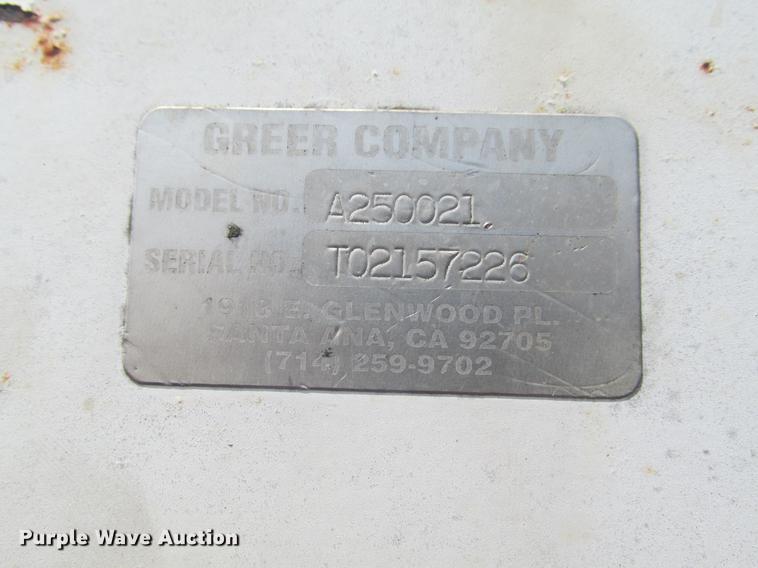 GREER COMPANY
MODEL NO. A250021
SERIAL NO. T02157226
E. GLENWOOD PL.
SANTA ANA, CA 92705
(714) 259-9702
Purple Wave Auction